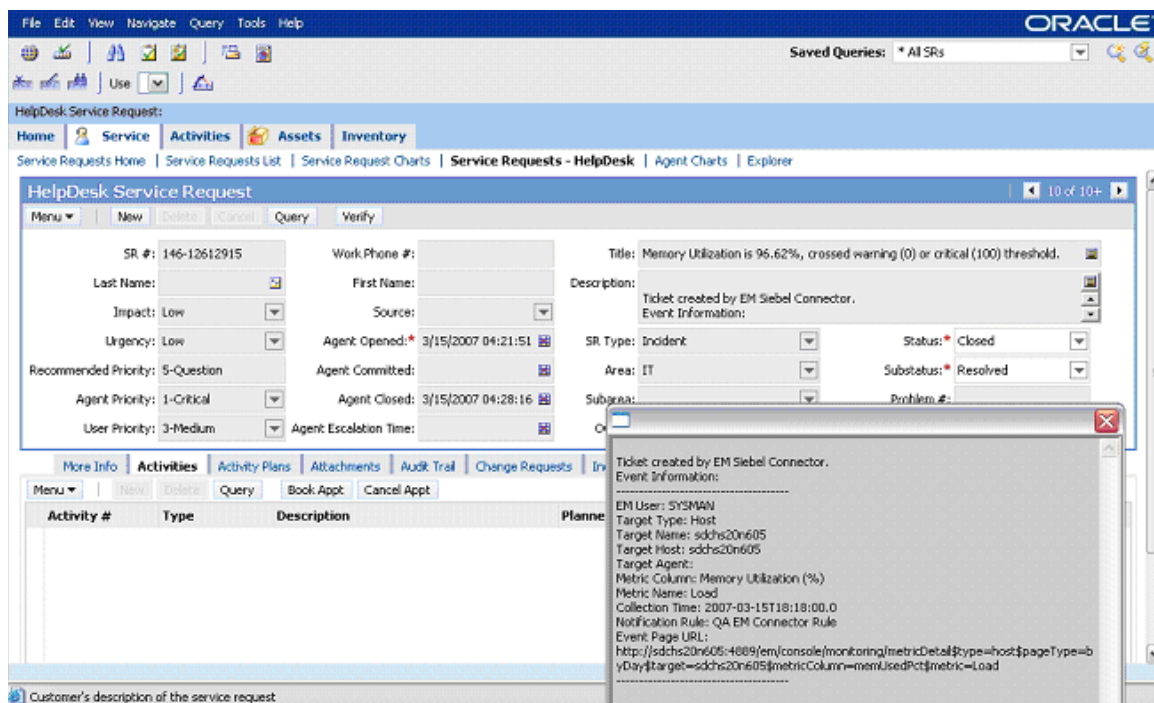 File Edit View Navigate Query Tools Help
ORACLE
Saved Queries: * All SRs
Use
HelpDesk Service Request:
Home Service Activities Assets Inventory
Service Requests Home | Service Requests List | Service Request Charts | Service Requests - HelpDesk | Agent Charts | Explorer
HelpDesk Service Request
10 of 10+
Menu New Delete Cancel Query Verify
SR #: 146-12612915 Work Phone #: Title: Memory Utilization is 96.62%, crossed warning (0) or critical (100) threshold.
Last Name: First Name: Description:
Ticket created by EM Siebel Connector.
Event Information:
Impact: Low Source:
Urgency: Low Agent Opened:* 3/15/2007 04:21:51 SR Type: Incident Status:* Closed
Recommended Priority: 5-Question Agent Committed: Area: IT Substatus:* Resolved
Agent Priority: 1-Critical Agent Closed: 3/15/2007 04:28:16 Subarea: Problem #:
User Priority: 3-Medium Agent Escalation Time:
More Info Activities Activity Plans Attachments Audit Trail Change Requests
Menu New Delete Query Book Appt Cancel Appt
Activity # Type Description Planne
Ticket created by EM Siebel Connector.
Event Information:
----------------------------------------
EM User: SYSMAN
Target Type: Host
Target Name: sdchs20n605
Target Host: sdchs20n605
Target Agent:
Metric Column: Memory Utilization (%)
Metric Name: Load
Collection Time: 2007-03-15T18:18:00.0
Notification Rule: QA EM Connector Rule
Event Page URL:
http://sdchs20n605:4889/em/console/monitoring/metricDetail$type=host$pageType=b
yDay$target=sdchs20n605$metricColumn=memUsedPct$metric=Load
----------------------------------------
Customer's description of the service request